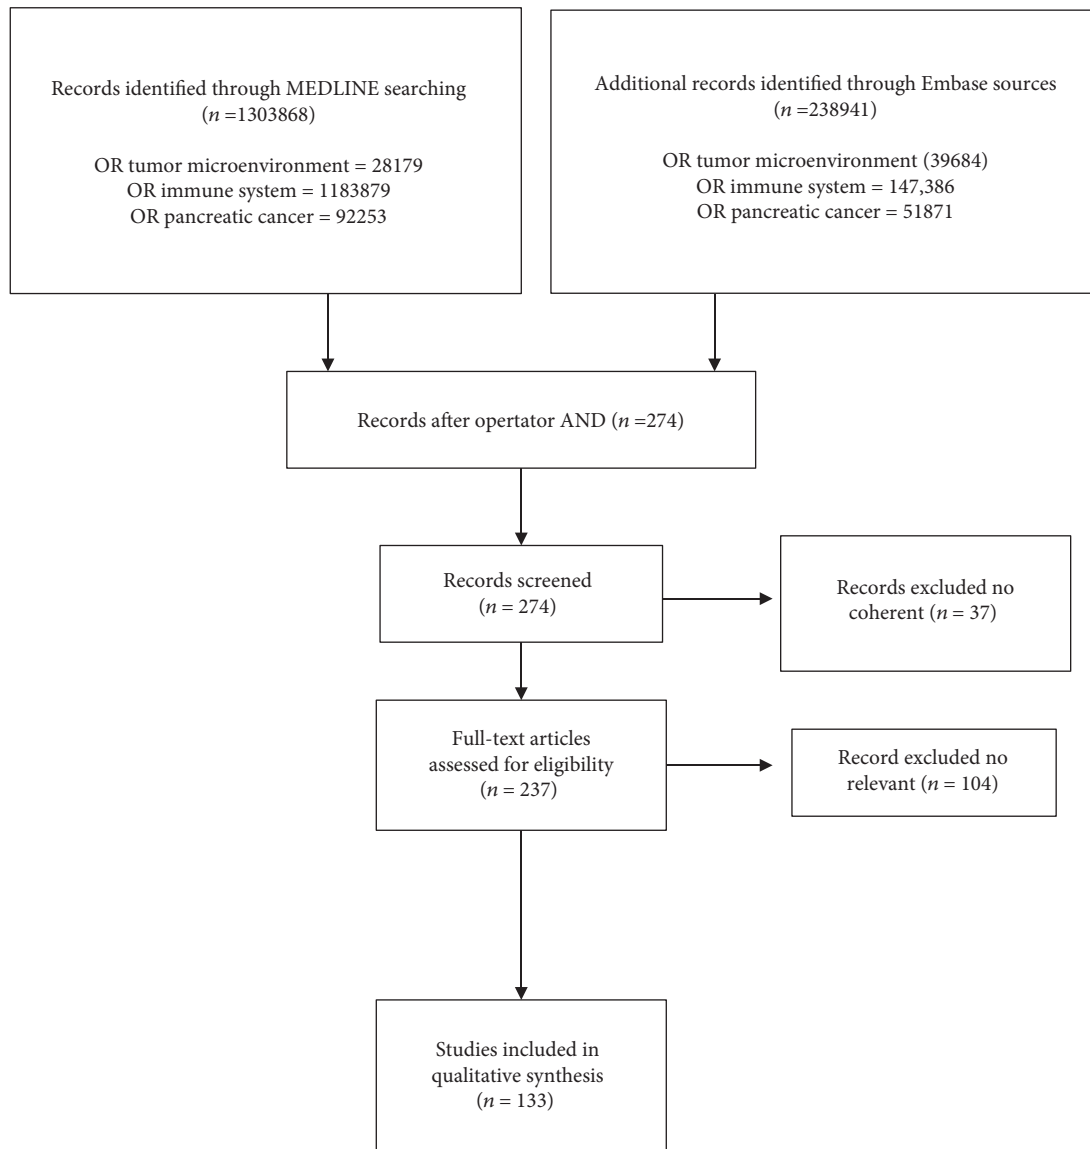 Records identified through MEDLINE searching
(n =1303868)
OR tumor microenvironment = 28179
OR immune system = 1183879
OR pancreatic cancer = 92253
Additional records identified through Embase sources
(n =238941)
OR tumor microenvironment (39684)
OR immune system = 147,386
OR pancreatic cancer = 51871
Records after opertator AND (n =274)
Records screened
(n = 274)
Records excluded no
coherent (n = 37)
Full-text articles
assessed for eligibility
(n = 237)
Record excluded no
relevant (n = 104)
Studies included in
qualitative synthesis
(n = 133)